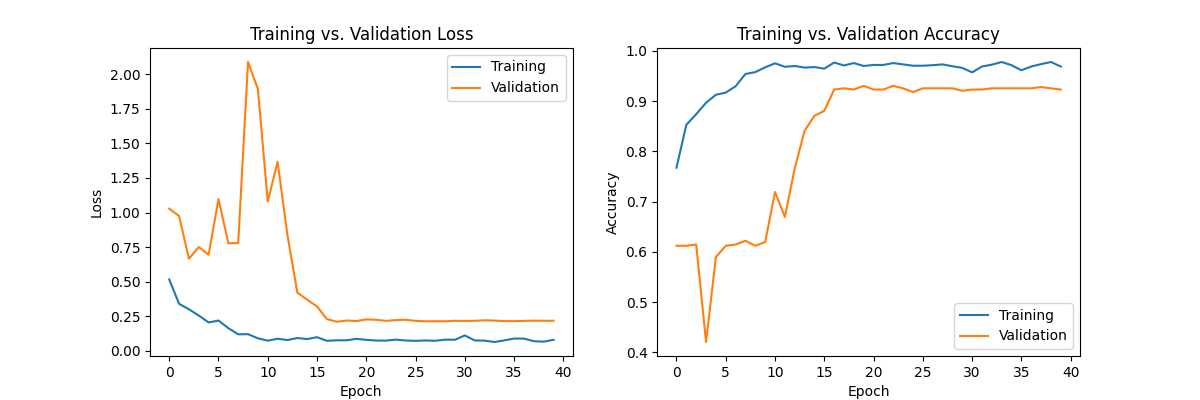 Training vs. Validation Loss
Training
Validation
2.00
1.75
1.50
1.25
1.00
0.75
0.50
0.25
0.00
Loss
0 5 10 15 20 25 30 35 40
Epoch
Training vs. Validation Accuracy
1.0
0.9
0.8
0.7
0.6
0.5
0.4
Accuracy
Training
Validation
0 5 10 15 20 25 30 35 40
Epoch